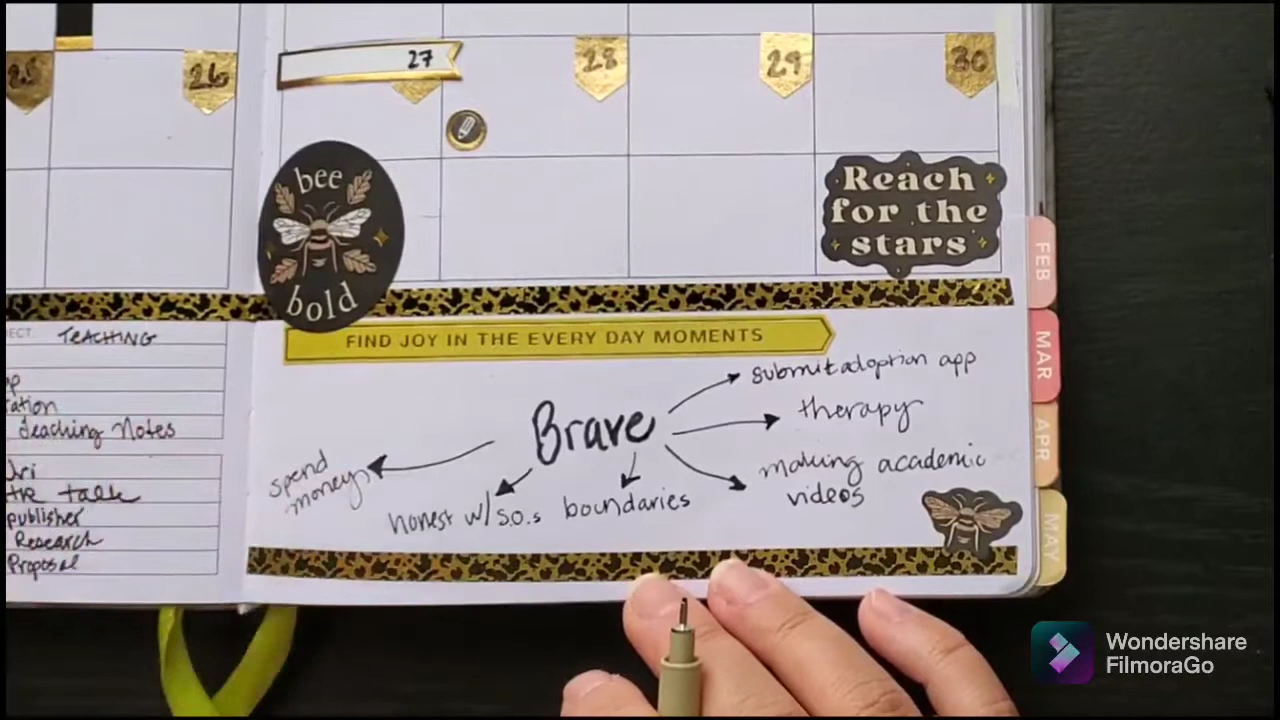 25 26 27 28 29 30
bee
bold
Reach
for the
stars
FEB
MAR
APR
MAY
FIND JOY IN THE EVERY DAY MOMENTS
TEACHING
ration
teaching Notes
talk
publisher
Research
Proposal
Brave
submit adoption app
therapy
making academic
videos
boundaries
honest w/ s.o.s
spend
money
Wondershare
FilmoraGo